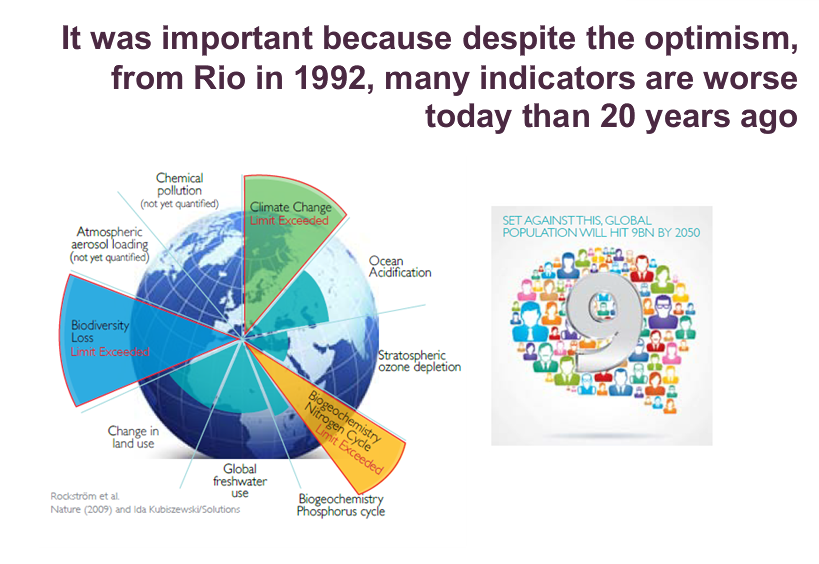 It was important because despite the optimism,
from Rio in 1992, many indicators are worse
today than 20 years ago
Chemical
pollution
(not yet quantified)
Climate Change
Limit Exceeded
Atmospheric
aerosol loading
(not yet quantified)
Ocean
Acidification
Biodiversity
Loss
Limit Exceeded
Stratospheric
ozone depletion
Biogeochemistry
Nitrogen Cycle
Limit Exceeded
Change in
land use
Global
freshwater
use
Biogeochemistry
Phosphorus cycle
Rockström et al.
Nature (2009) and Ida Kubiszewski/Solutions
SET AGAINST THIS, GLOBAL
POPULATION WILL HIT 9BN BY 2050
9